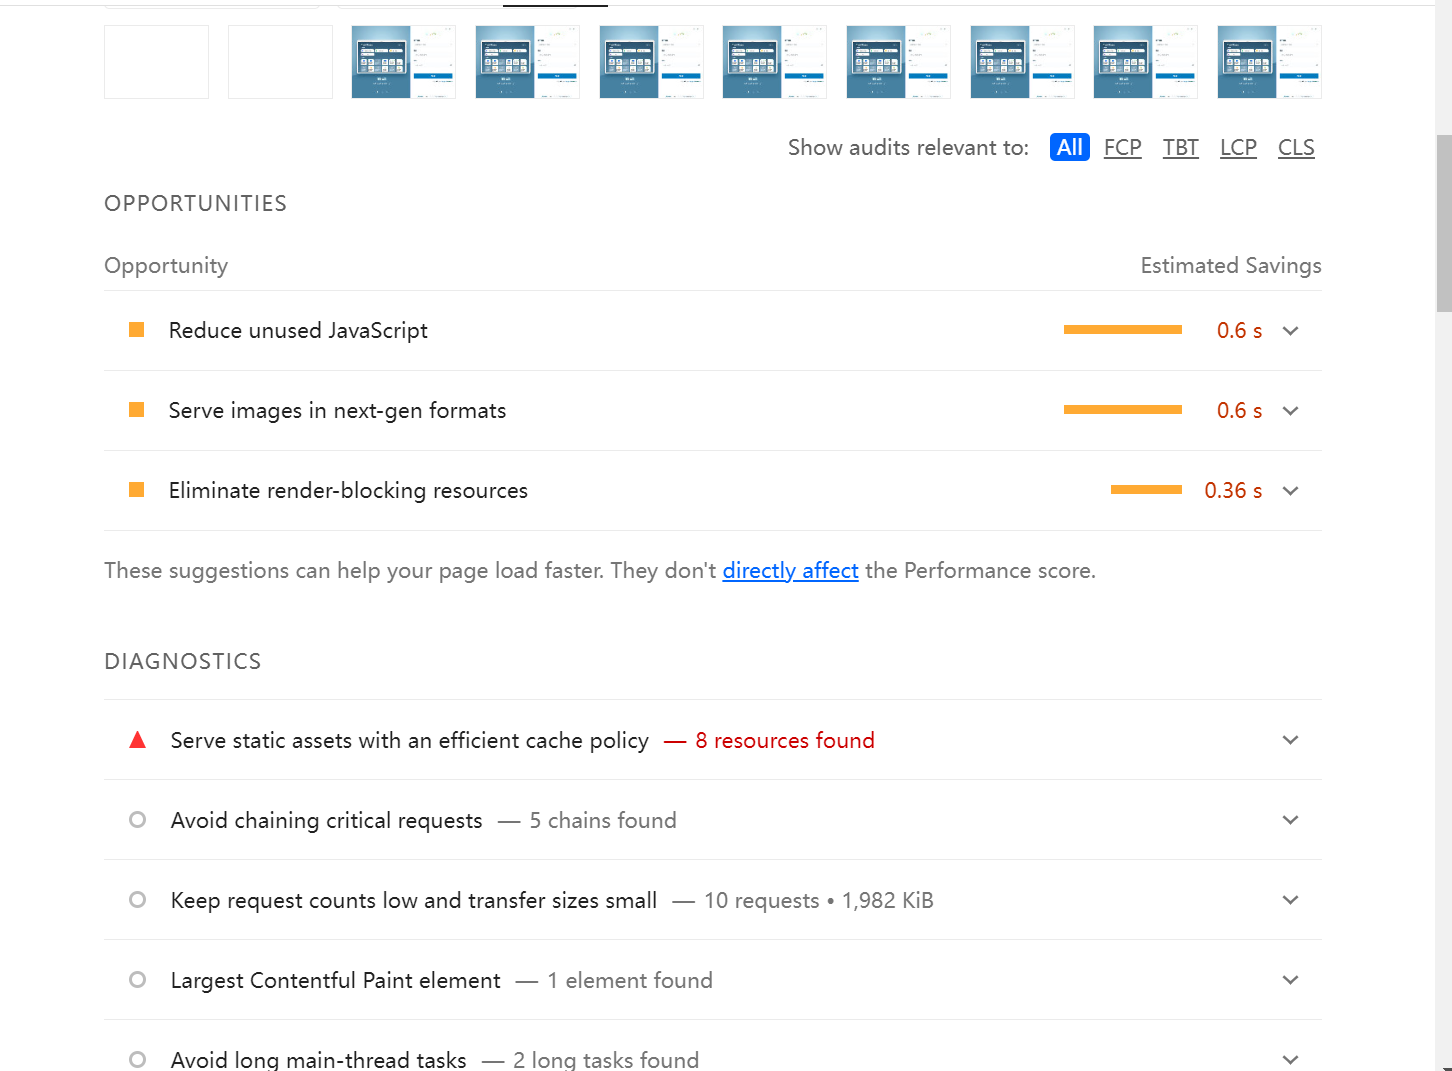 Show audits relevant to: All FCP TBT LCP CLS
OPPORTUNITIES
Opportunity Estimated Savings
Reduce unused JavaScript 0.6 s
Serve images in next-gen formats 0.6 s
Eliminate render-blocking resources 0.36 s
These suggestions can help your page load faster. They don't directly affect the Performance score.
DIAGNOSTICS
Serve static assets with an efficient cache policy — 8 resources found
Avoid chaining critical requests — 5 chains found
Keep request counts low and transfer sizes small — 10 requests • 1,982 KiB
Largest Contentful Paint element — 1 element found
Avoid long main-thread tasks — 2 long tasks found